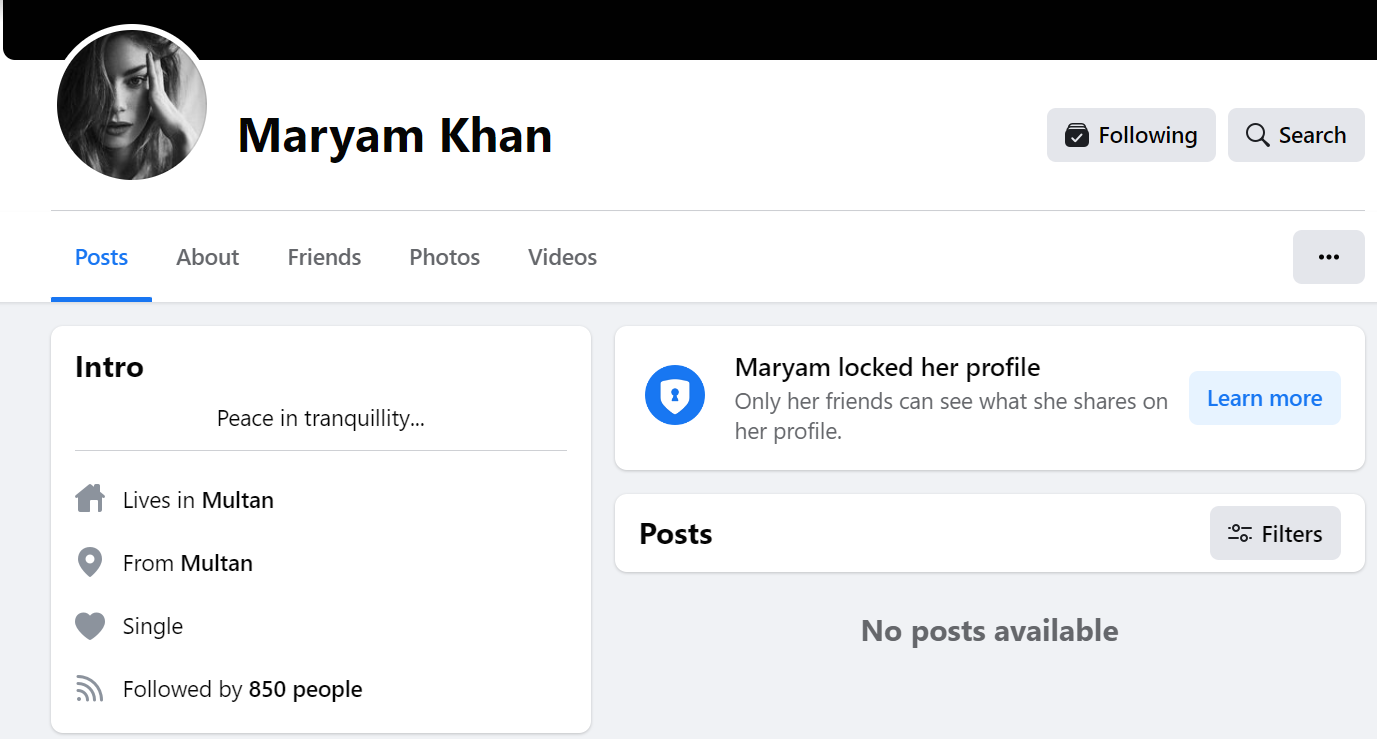 Maryam Khan
Following
Search
Posts
About
Friends
Photos
Videos
Intro
Peace in tranquillity...
Lives in Multan
From Multan
Single
Followed by 850 people
Maryam locked her profile
Only her friends can see what she shares on
her profile.
Learn more
Posts
Filters
No posts available